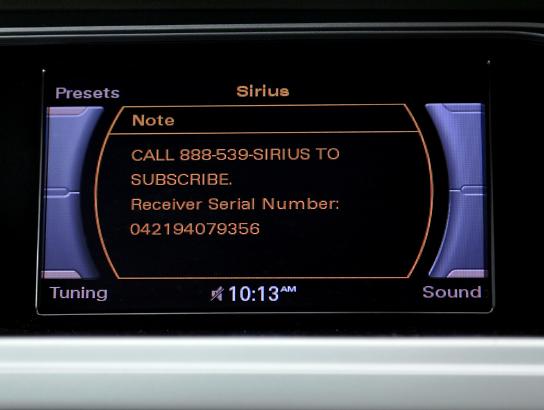 Presets
Sirius
Note
CALL 888-539-SIRIUS TO
SUBSCRIBE.
Receiver Serial Number:
042194079356
Tuning
10:13AM
Sound